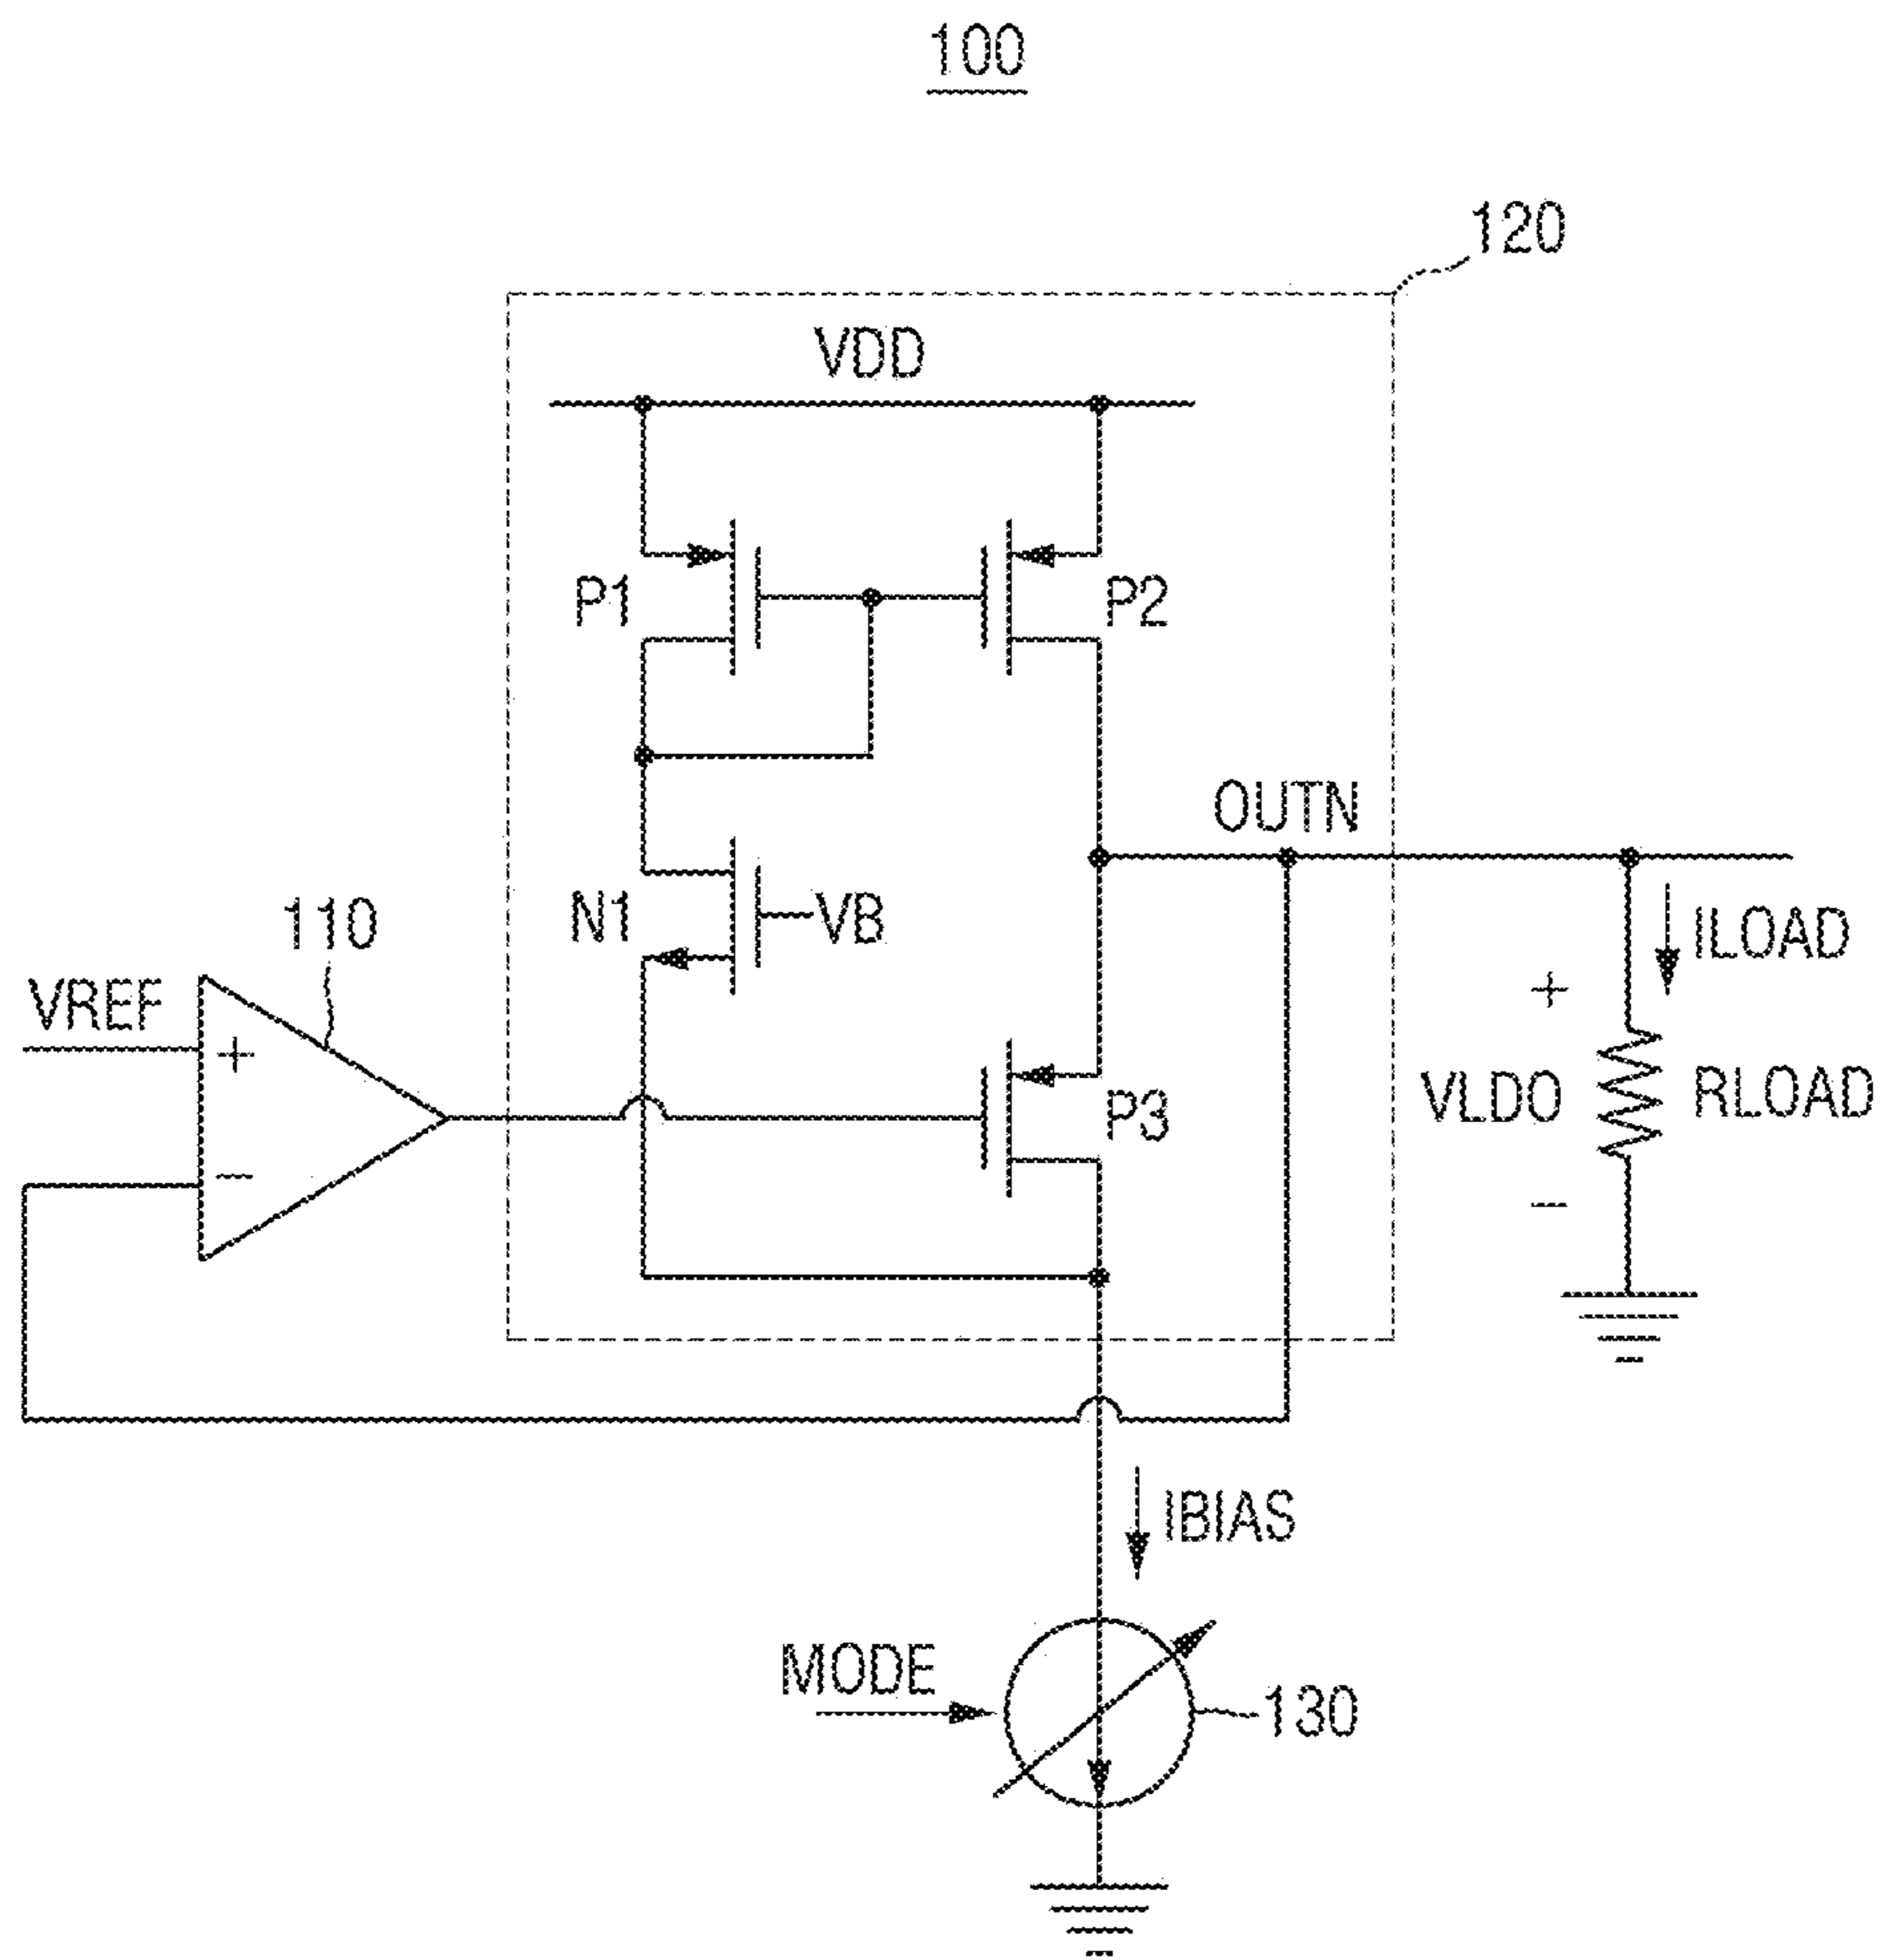 100
120
VDD
P1
P2
OUTN
N1
VB
110
VREF
+
−
P3
ILOAD
+
VLDO
−
RLOAD
IBIAS
MODE
130